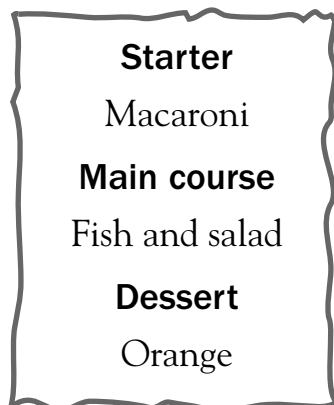 Starter
Macaroni
Main course
Fish and salad
Dessert
Orange